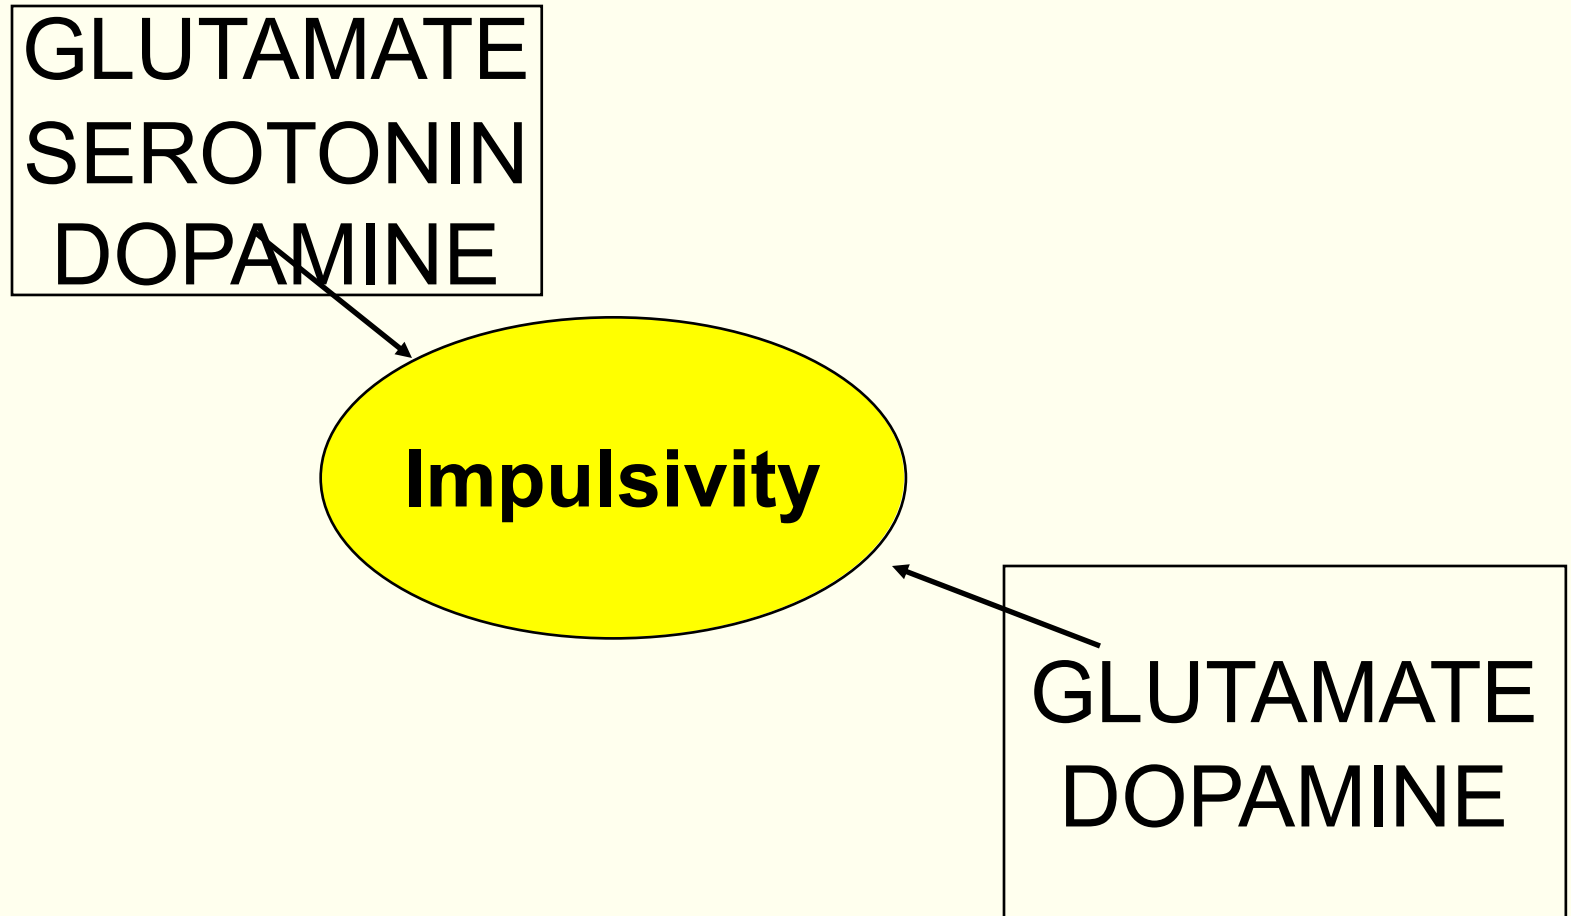 GLUTAMATE
SEROTONIN
DOPAMINE
Impulsivity
GLUTAMATE
DOPAMINE